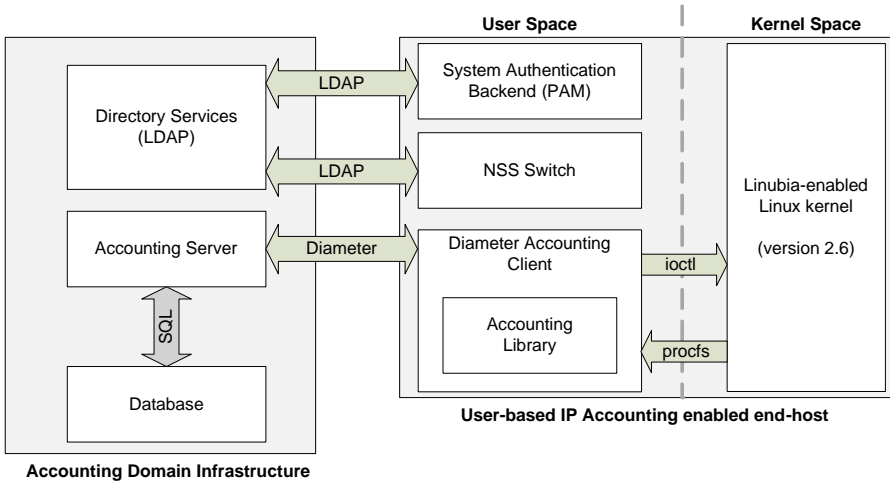 User Space
Kernel Space
Directory Services
(LDAP)
LDAP
System Authentication
Backend (PAM)
LDAP
NSS Switch
Linubia-enabled
Linux kernel
(version 2.6)
Accounting Server
Diameter
Diameter Accounting
Client
ioctl
SQL
Accounting
Library
procfs
Database
User-based IP Accounting enabled end-host
Accounting Domain Infrastructure